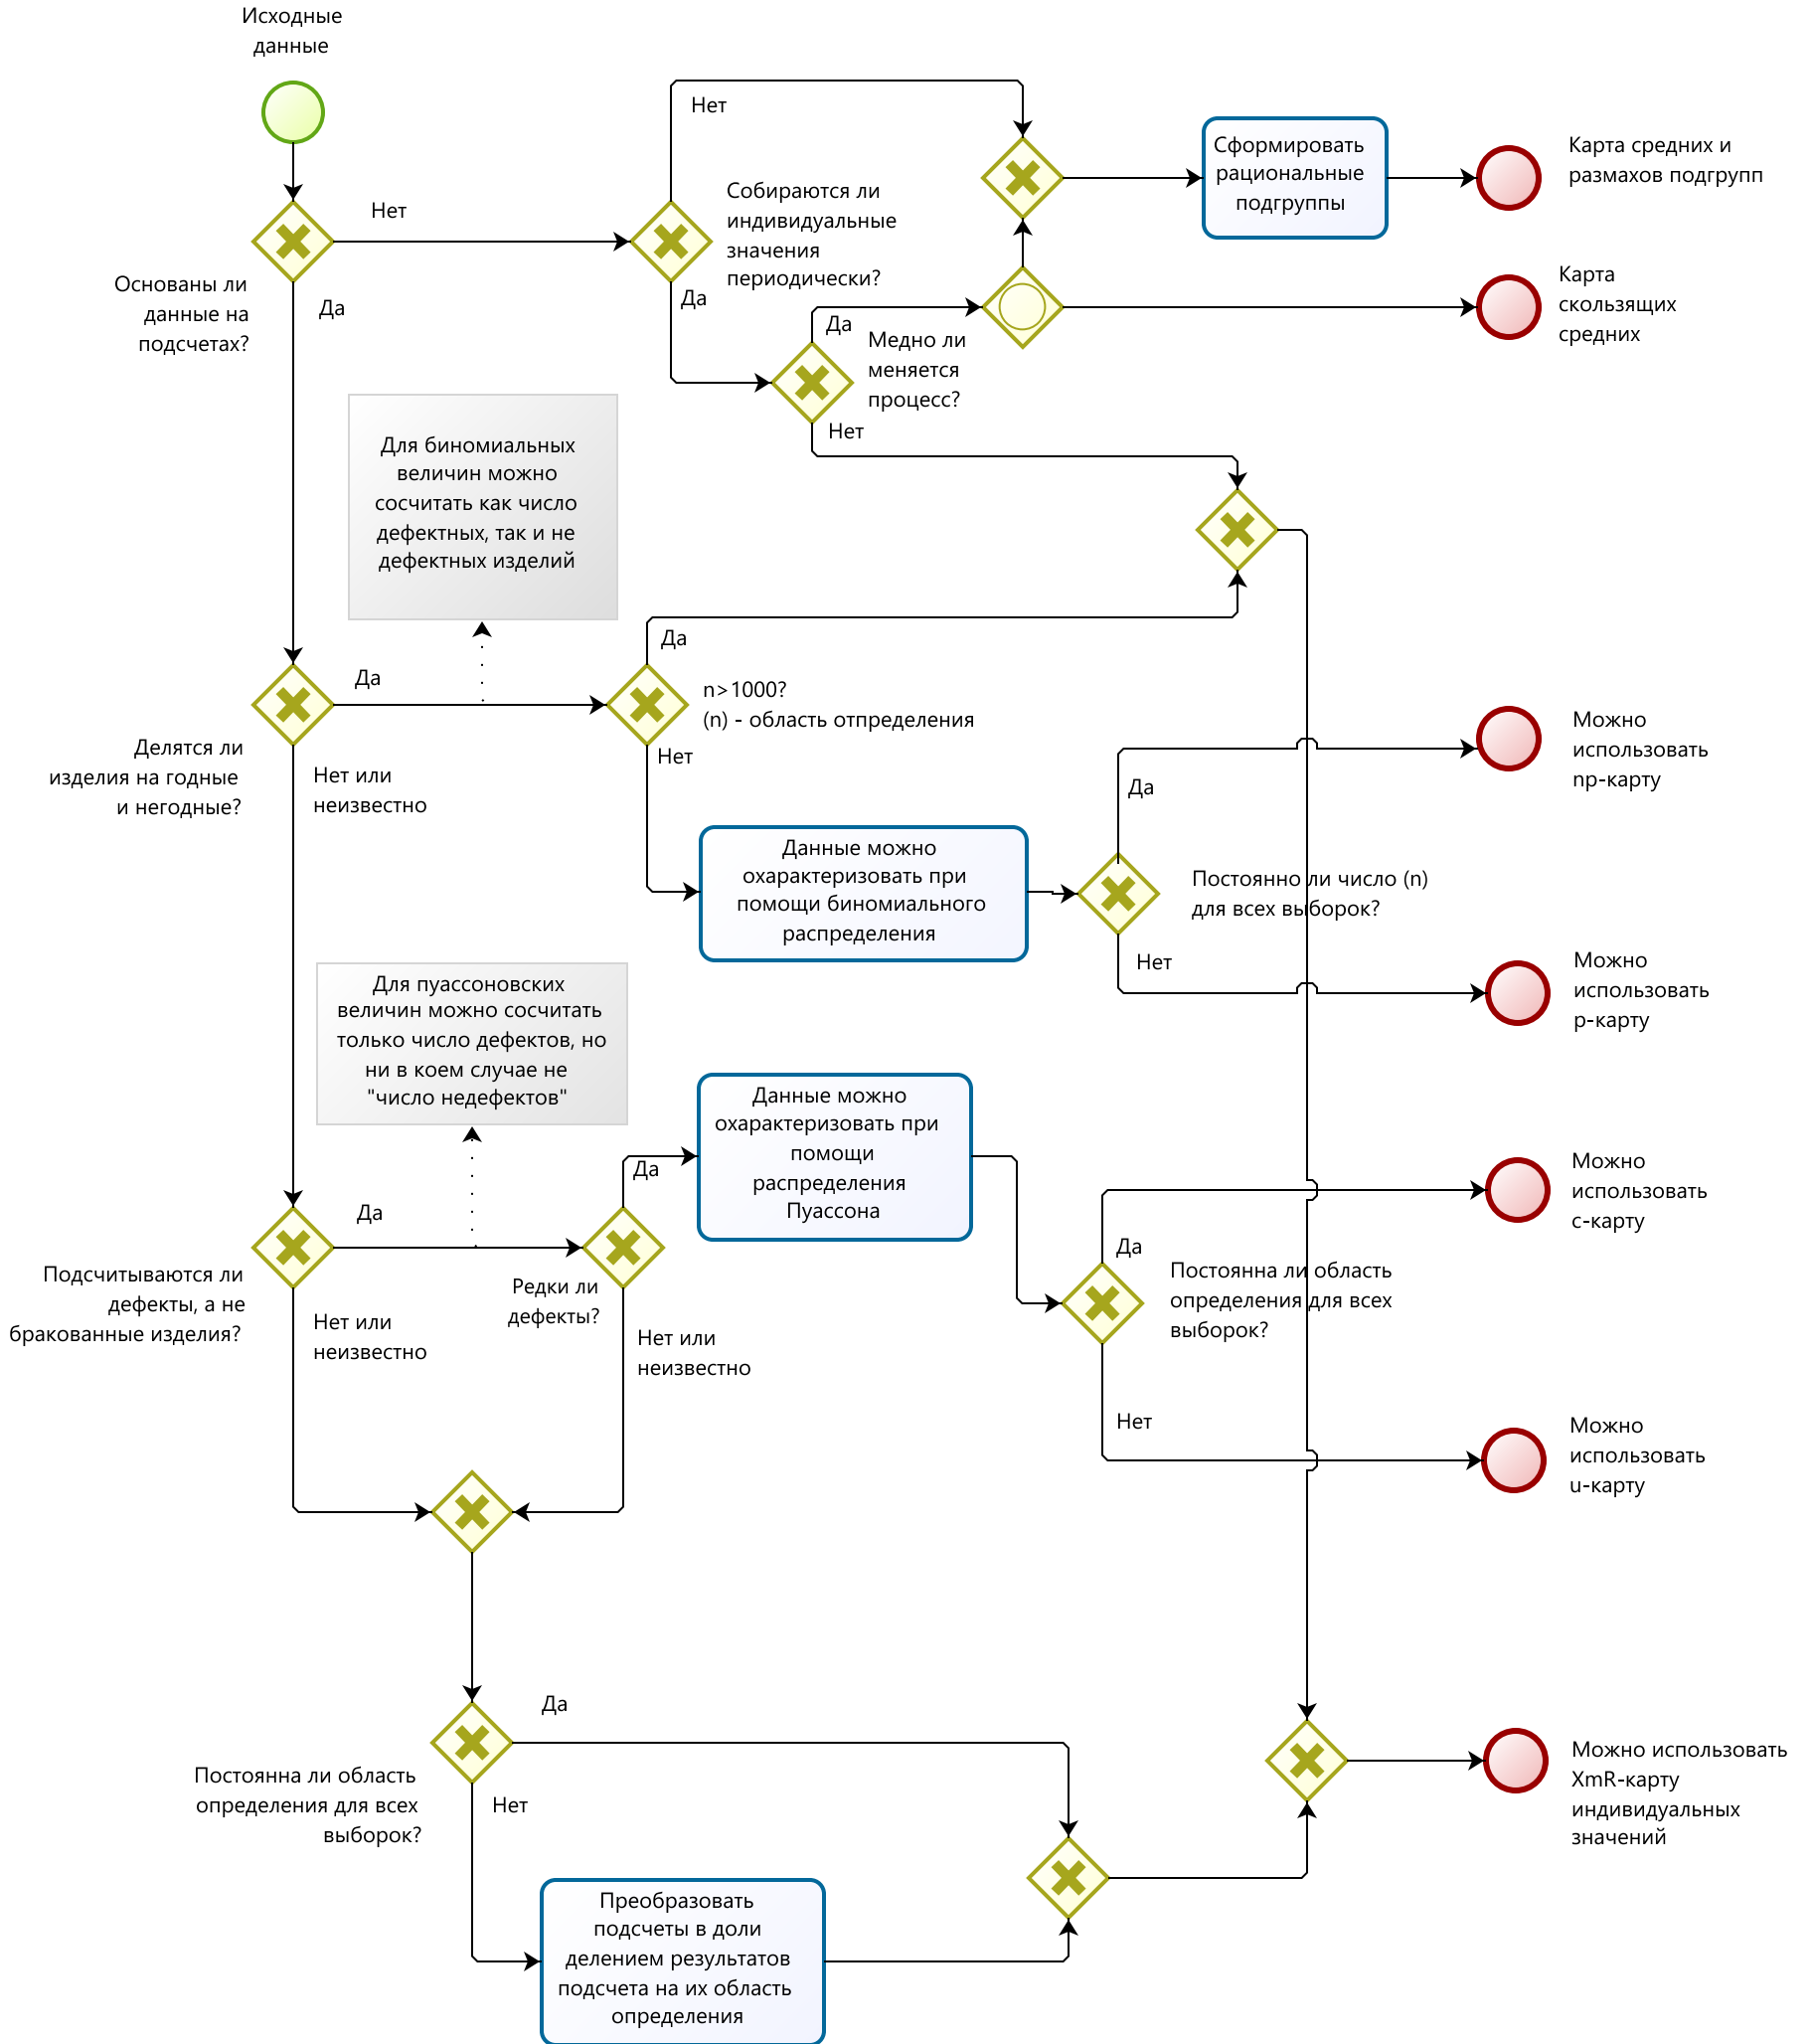 Исходные
данные
Нет
Собираются ли
индивидуальные
значения
периодически?
Сформировать
рациональные
подгруппы
Карта средних и
размахов подгрупп
Нет
Основаны ли
данные на
подсчетах?
Да
Да
Да
Медно ли
меняется
процесс?
Нет
Карта
скользящих
средних
Для биномиальных
величин можно
сосчитать как число
дефектных, так и не
дефектных изделий
Да
Да
n>1000?
(n) - область отпределения
Нет
Делятся ли
изделия на годные
и негодные?
Нет или
неизвестно
Можно
использовать
np-карту
Да
Данные можно
охарактеризовать при
помощи биномиального
распределения
Постоянно ли число (n)
для всех выборок?
Нет
Можно
использовать
p-карту
Для пуассоновских
величин можно сосчитать
только число дефектов, но
ни в коем случае не
"число недефектов"
Данные можно
охарактеризовать при
помощи
распределения
Пуассона
Да
Да
Подсчитываются ли
дефекты, а не
бракованные изделия?
Нет или
неизвестно
Редки ли
дефекты?
Нет или
неизвестно
Можно
использовать
c-карту
Да
Постоянна ли область
определения для всех
выборок?
Нет
Можно
использовать
u-карту
Да
Постоянна ли область
определения для всех
выборок?
Нет
Можно использовать
XmR-карту
индивидуальных
значений
Преобразовать
подсчеты в доли
делением результатов
подсчета на их область
определения